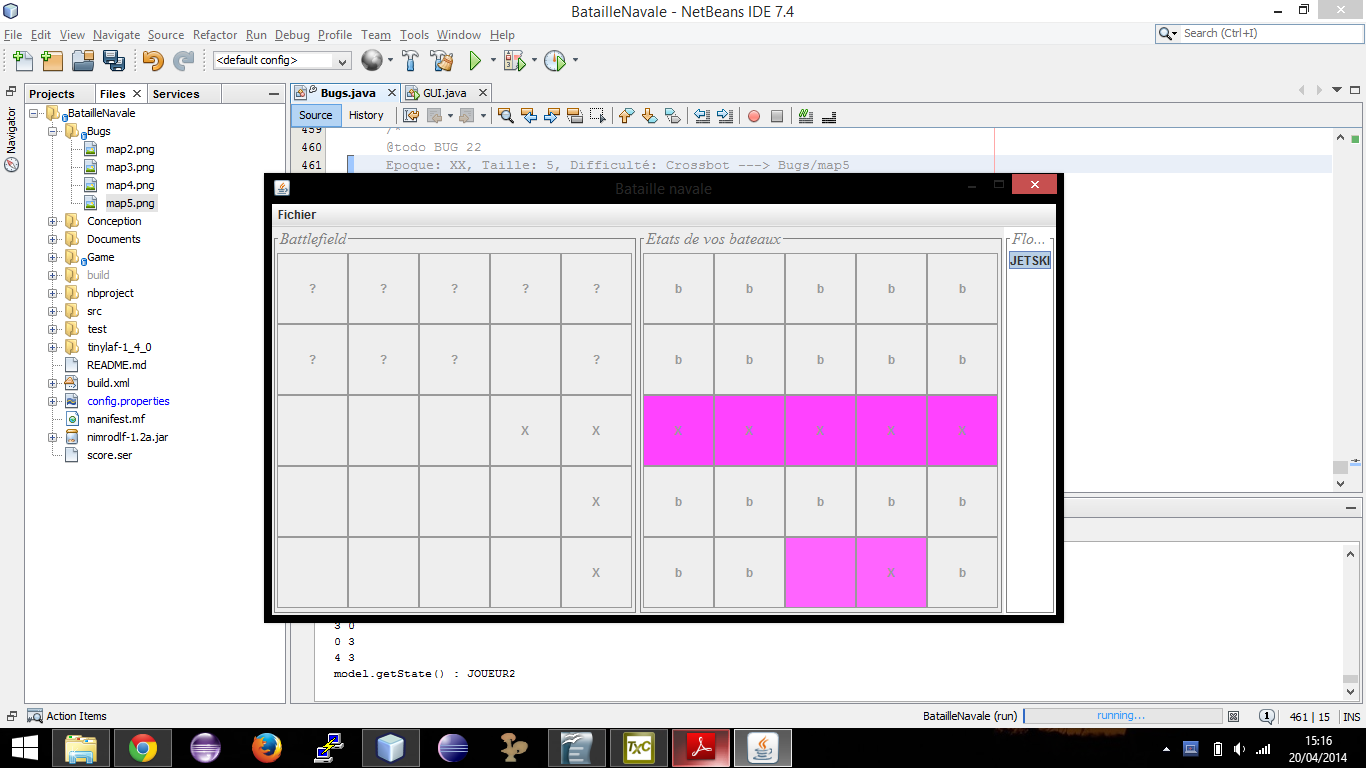 BatailleNavale - NetBeans IDE 7.4
File Edit View Navigate Source Refactor Run Debug Profile Team Tools Window Help
Search (Ctrl+I)
<default config>
Projects Files Services
Bugs.java GUI.java
Navigator
Source History
BatailleNavale
Bugs
map2.png
map3.png
map4.png
map5.png
Conception
Documents
Game
build
nbproject
src
test
tinylaf-1_4_0
README.md
build.xml
config.properties
manifest.mf
nimrodlf-1.2a.jar
score.ser
459 /*
460 @todo BUG 22
461 Epoque: XX, Taille: 5, Difficulté: Crossbot ---> Bugs/map5
Bataille navale
Fichier
Battlefield
? ? ? ? ?
? ? ? ?
X X
X
X
Etats de vos bateaux
b b b b b
b b b b b
X X X X X
b b b b b
b b X b
Flo...
JETSKI
3 0
0 3
4 3
model.getState() : JOUEUR2
Action Items
BatailleNavale (run) running... 1 461 | 15 INS
TXC
15:16
20/04/2014